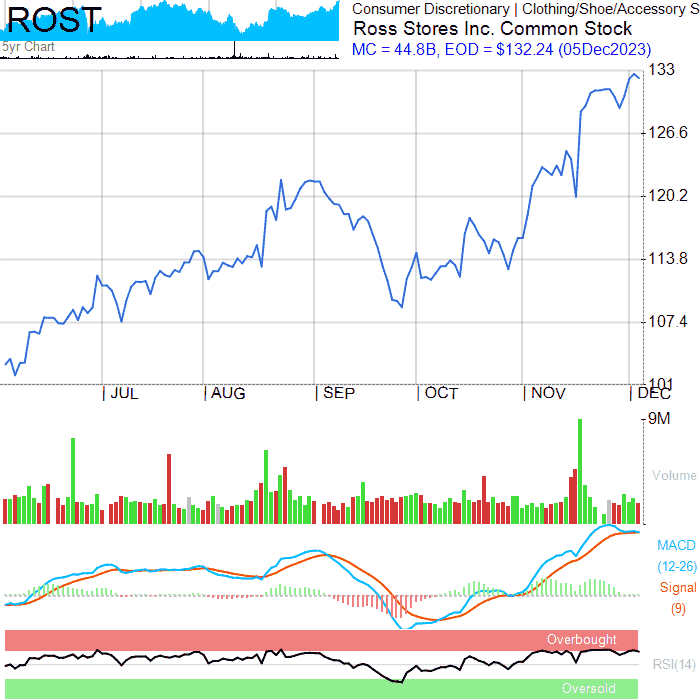 ROST
5yr Chart
Consumer Discretionary | Clothing/Shoe/Accessory S
Ross Stores Inc. Common Stock
MC = 44.8B, EOD = $132.24 (05Dec2023)
133
126.6
120.2
113.8
107.4
101
| JUL | AUG | SEP | OCT | NOV | DEC
9M
Volume
MACD
(12-26)
Signal
(9)
Overbought
RSI(14)
Oversold